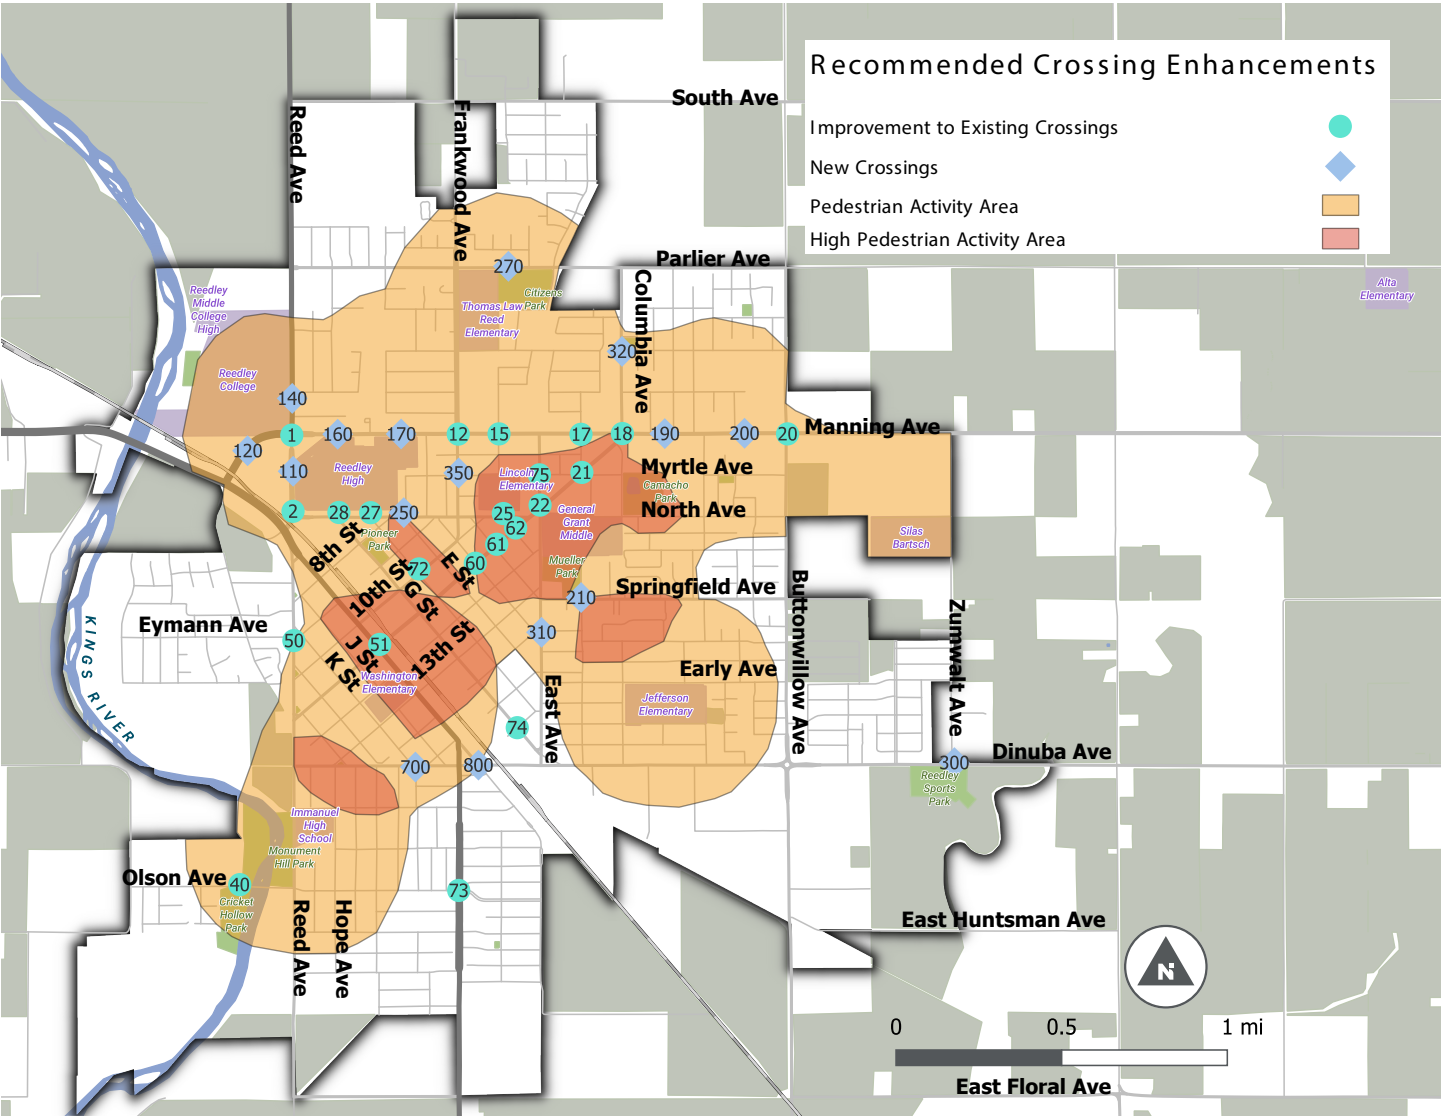 Recommended Crossing Enhancements
Improvement to Existing Crossings
New Crossings
Pedestrian Activity Area
High Pedestrian Activity Area
South Ave
Reed Ave
Frankwood Ave
Parlier Ave
270
Citizens
Park
Thomas Law
Reed
Elementary
Columbia Ave
Reedley
Middle
College
High
Alta
Elementary
320
Reedley
College
140
1
160
170
12
15
17
18
190
200
20
Manning Ave
120
110
Reedley
High
350
Lincoln
Elementary
75
21
Myrtle Ave
Camacho
Park
2
28
27
250
25
22
62
61
60
General
Grant
Middle
North Ave
Pioneer
Park
8th St
10th St
72
G St
E St
Mueller
Park
Silas
Bartsch
Springfield Ave
210
Buttonwillow Ave
Zumwalt Ave
Eymann Ave
50
51
J St
K St
13th St
310
KINGS RIVER
Washington
Elementary
Early Ave
Jefferson
Elementary
East Ave
74
700
800
300
Dinuba Ave
Reedley
Sports
Park
Immanuel
High
School
Monument
Hill Park
Olson Ave
40
Cricket
Hollow
Park
73
Reed Ave
Hope Ave
East Huntsman Ave
N
0
0.5
1 mi
East Floral Ave